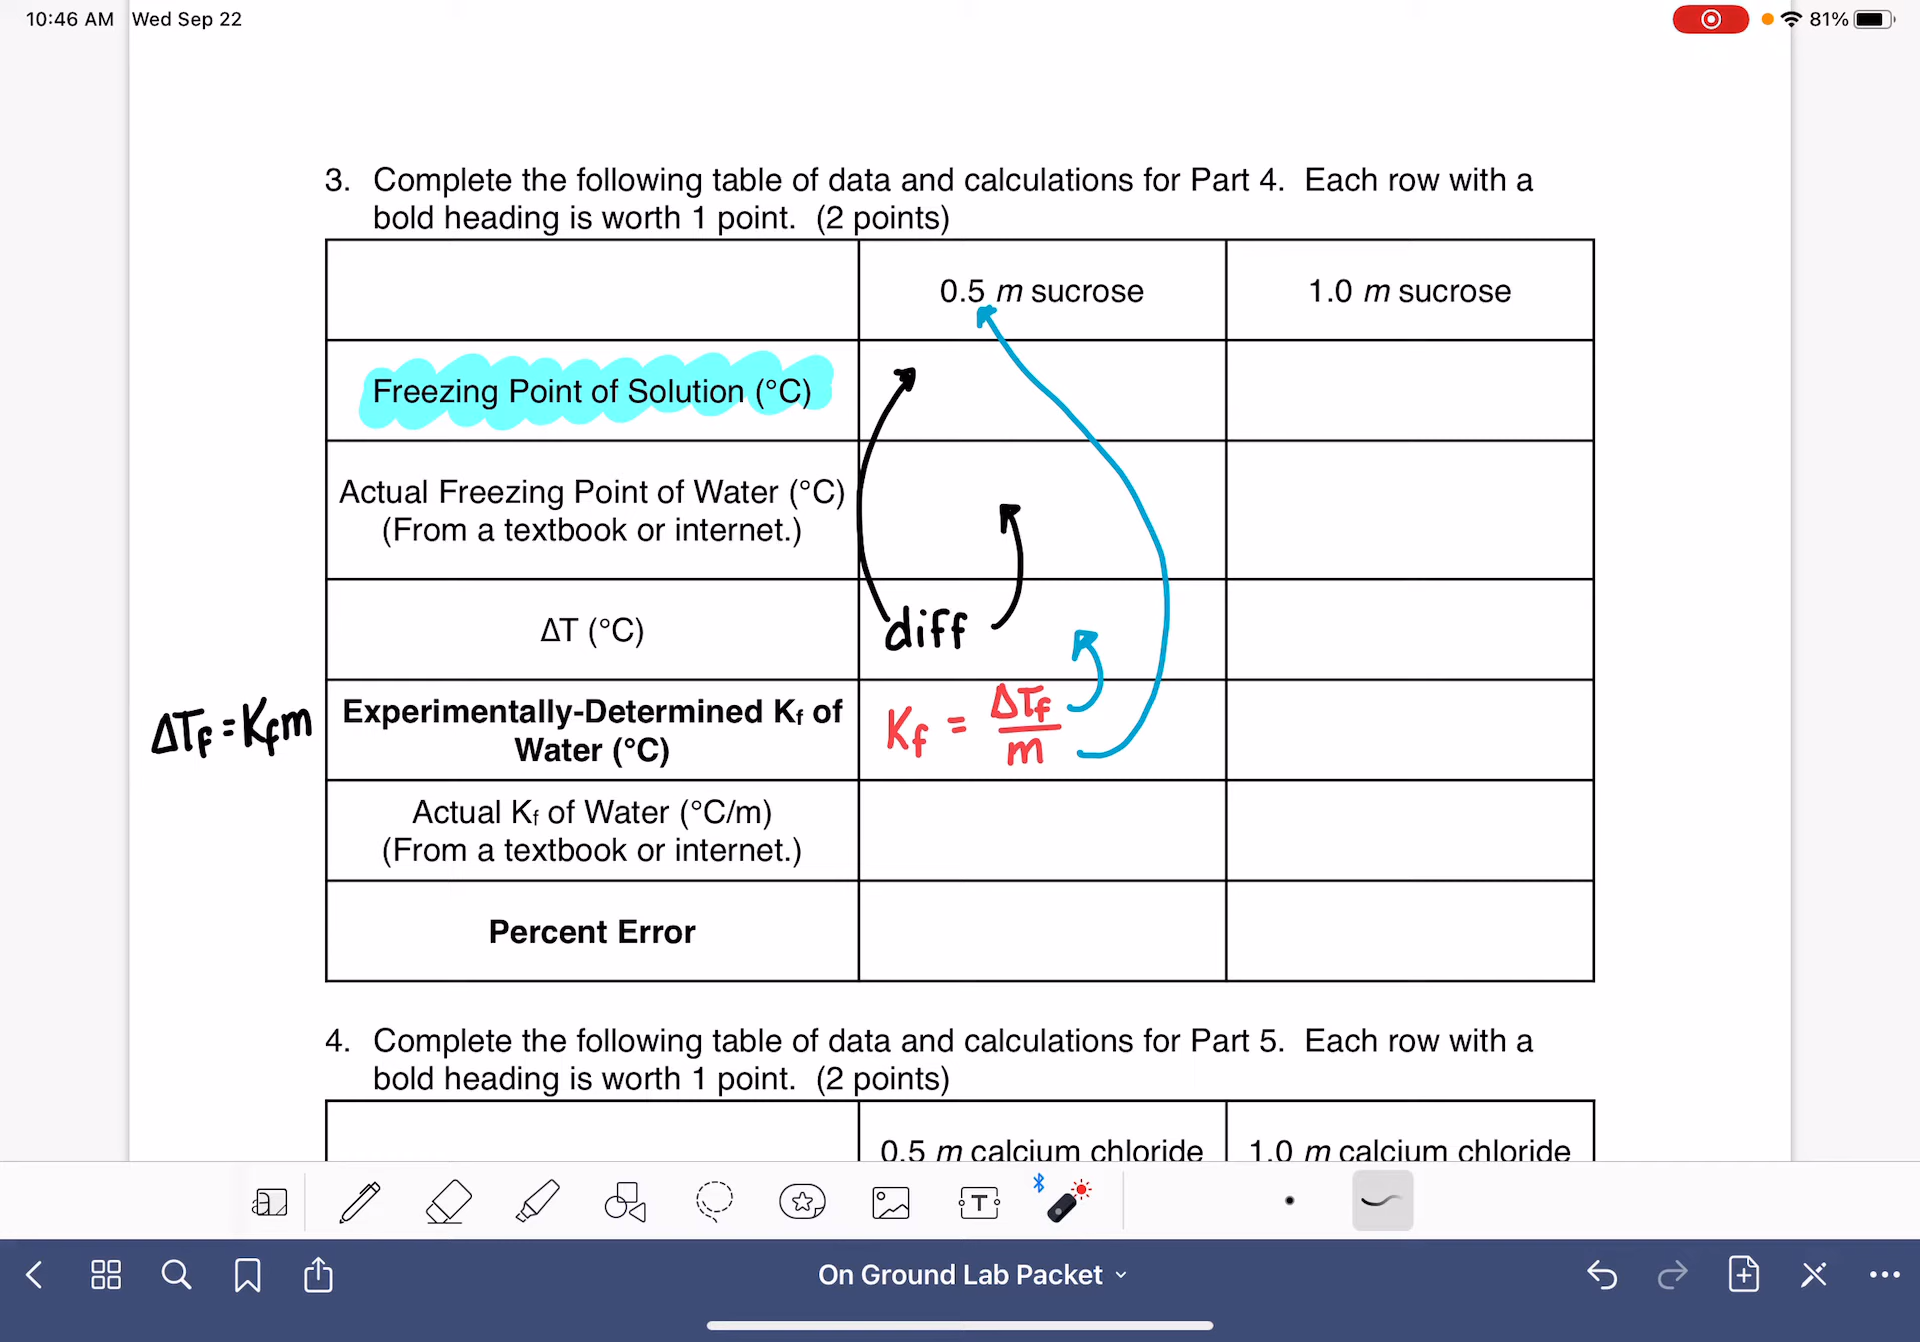 10:46 AM Wed Sep 22
81%
3. Complete the following table of data and calculations for Part 4. Each row with a
bold heading is worth 1 point. (2 points)
0.5 m sucrose
1.0 m sucrose
Freezing Point of Solution (°C)
Actual Freezing Point of Water (°C)
(From a textbook or internet.)
ΔT (°C)
diff
ΔTf = Kfm
Experimentally-Determined Kf of
Water (°C)
Kf = ΔTf
m
Actual Kf of Water (°C/m)
(From a textbook or internet.)
Percent Error
4. Complete the following table of data and calculations for Part 5. Each row with a
bold heading is worth 1 point. (2 points)
0.5 m calcium chloride
1.0 m calcium chloride
a
T
On Ground Lab Packet